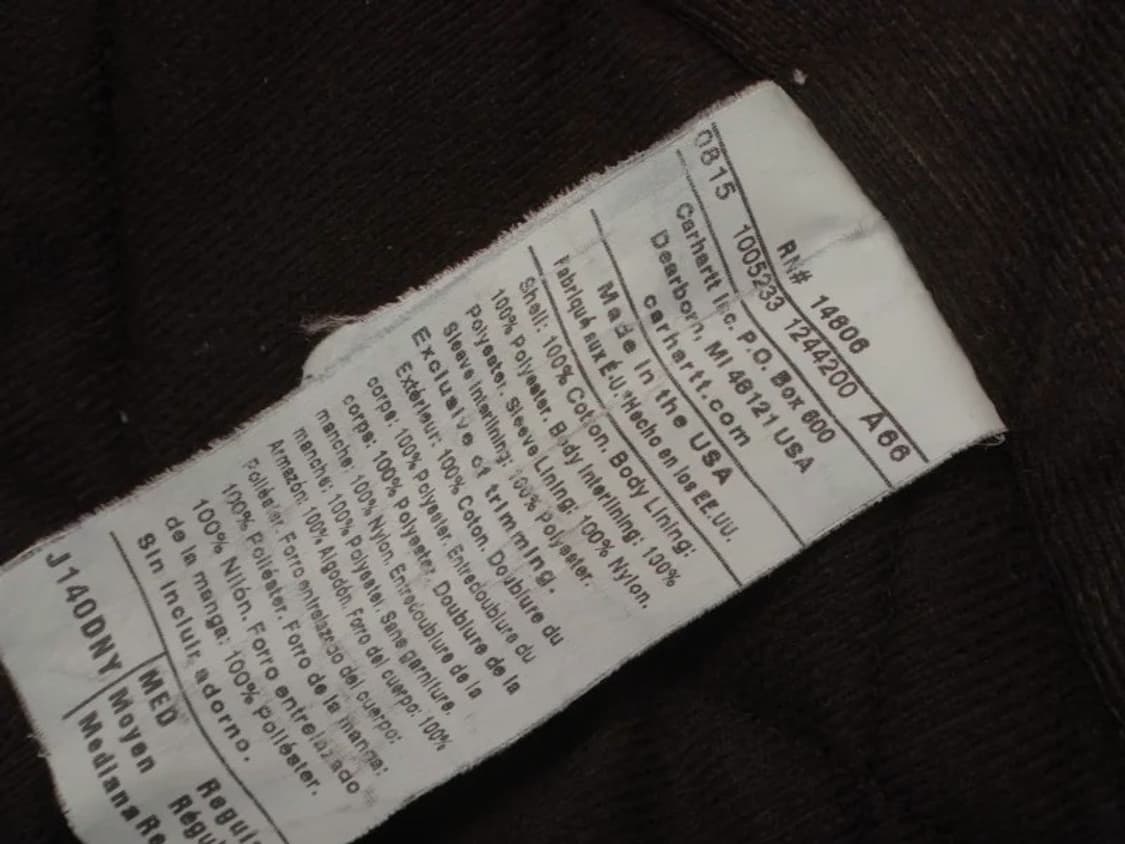 RN# 14806
0815 1005233 1244200 A66
Carhartt Inc. P.O. Box 600
Dearborn, MI 48121 USA
carhartt.com
Made in the USA
Fabriqué aux É.-U. Hecho en los EE.UU.
Shell: 100% Cotton. Body Lining:
100% Polyester. Body Interlining: 100%
Polyester. Sleeve Lining: 100% Nylon.
Sleeve Interlining: 100% Polyester.
Exclusive of trimming.
Extérieur: 100% Coton. Doublure du
corps: 100% Polyester. Entredoublure du
corps: 100% Polyester. Doublure de la
manche: 100% Nylon. Entredoublure de la
manche: 100% Polyester. Sans garniture.
Armazón: 100% Algodón. Forro del cuerpo: 100%
Poliéster. Forro entrelazado del cuerpo:
100% Poliéster. Forro de la manga:
100% Nilón. Forro entrelazado
de la manga: 100% Poliéster.
Sin incluir adorno.
J140DNY MED Regul
Moyen Régu
Mediana Re